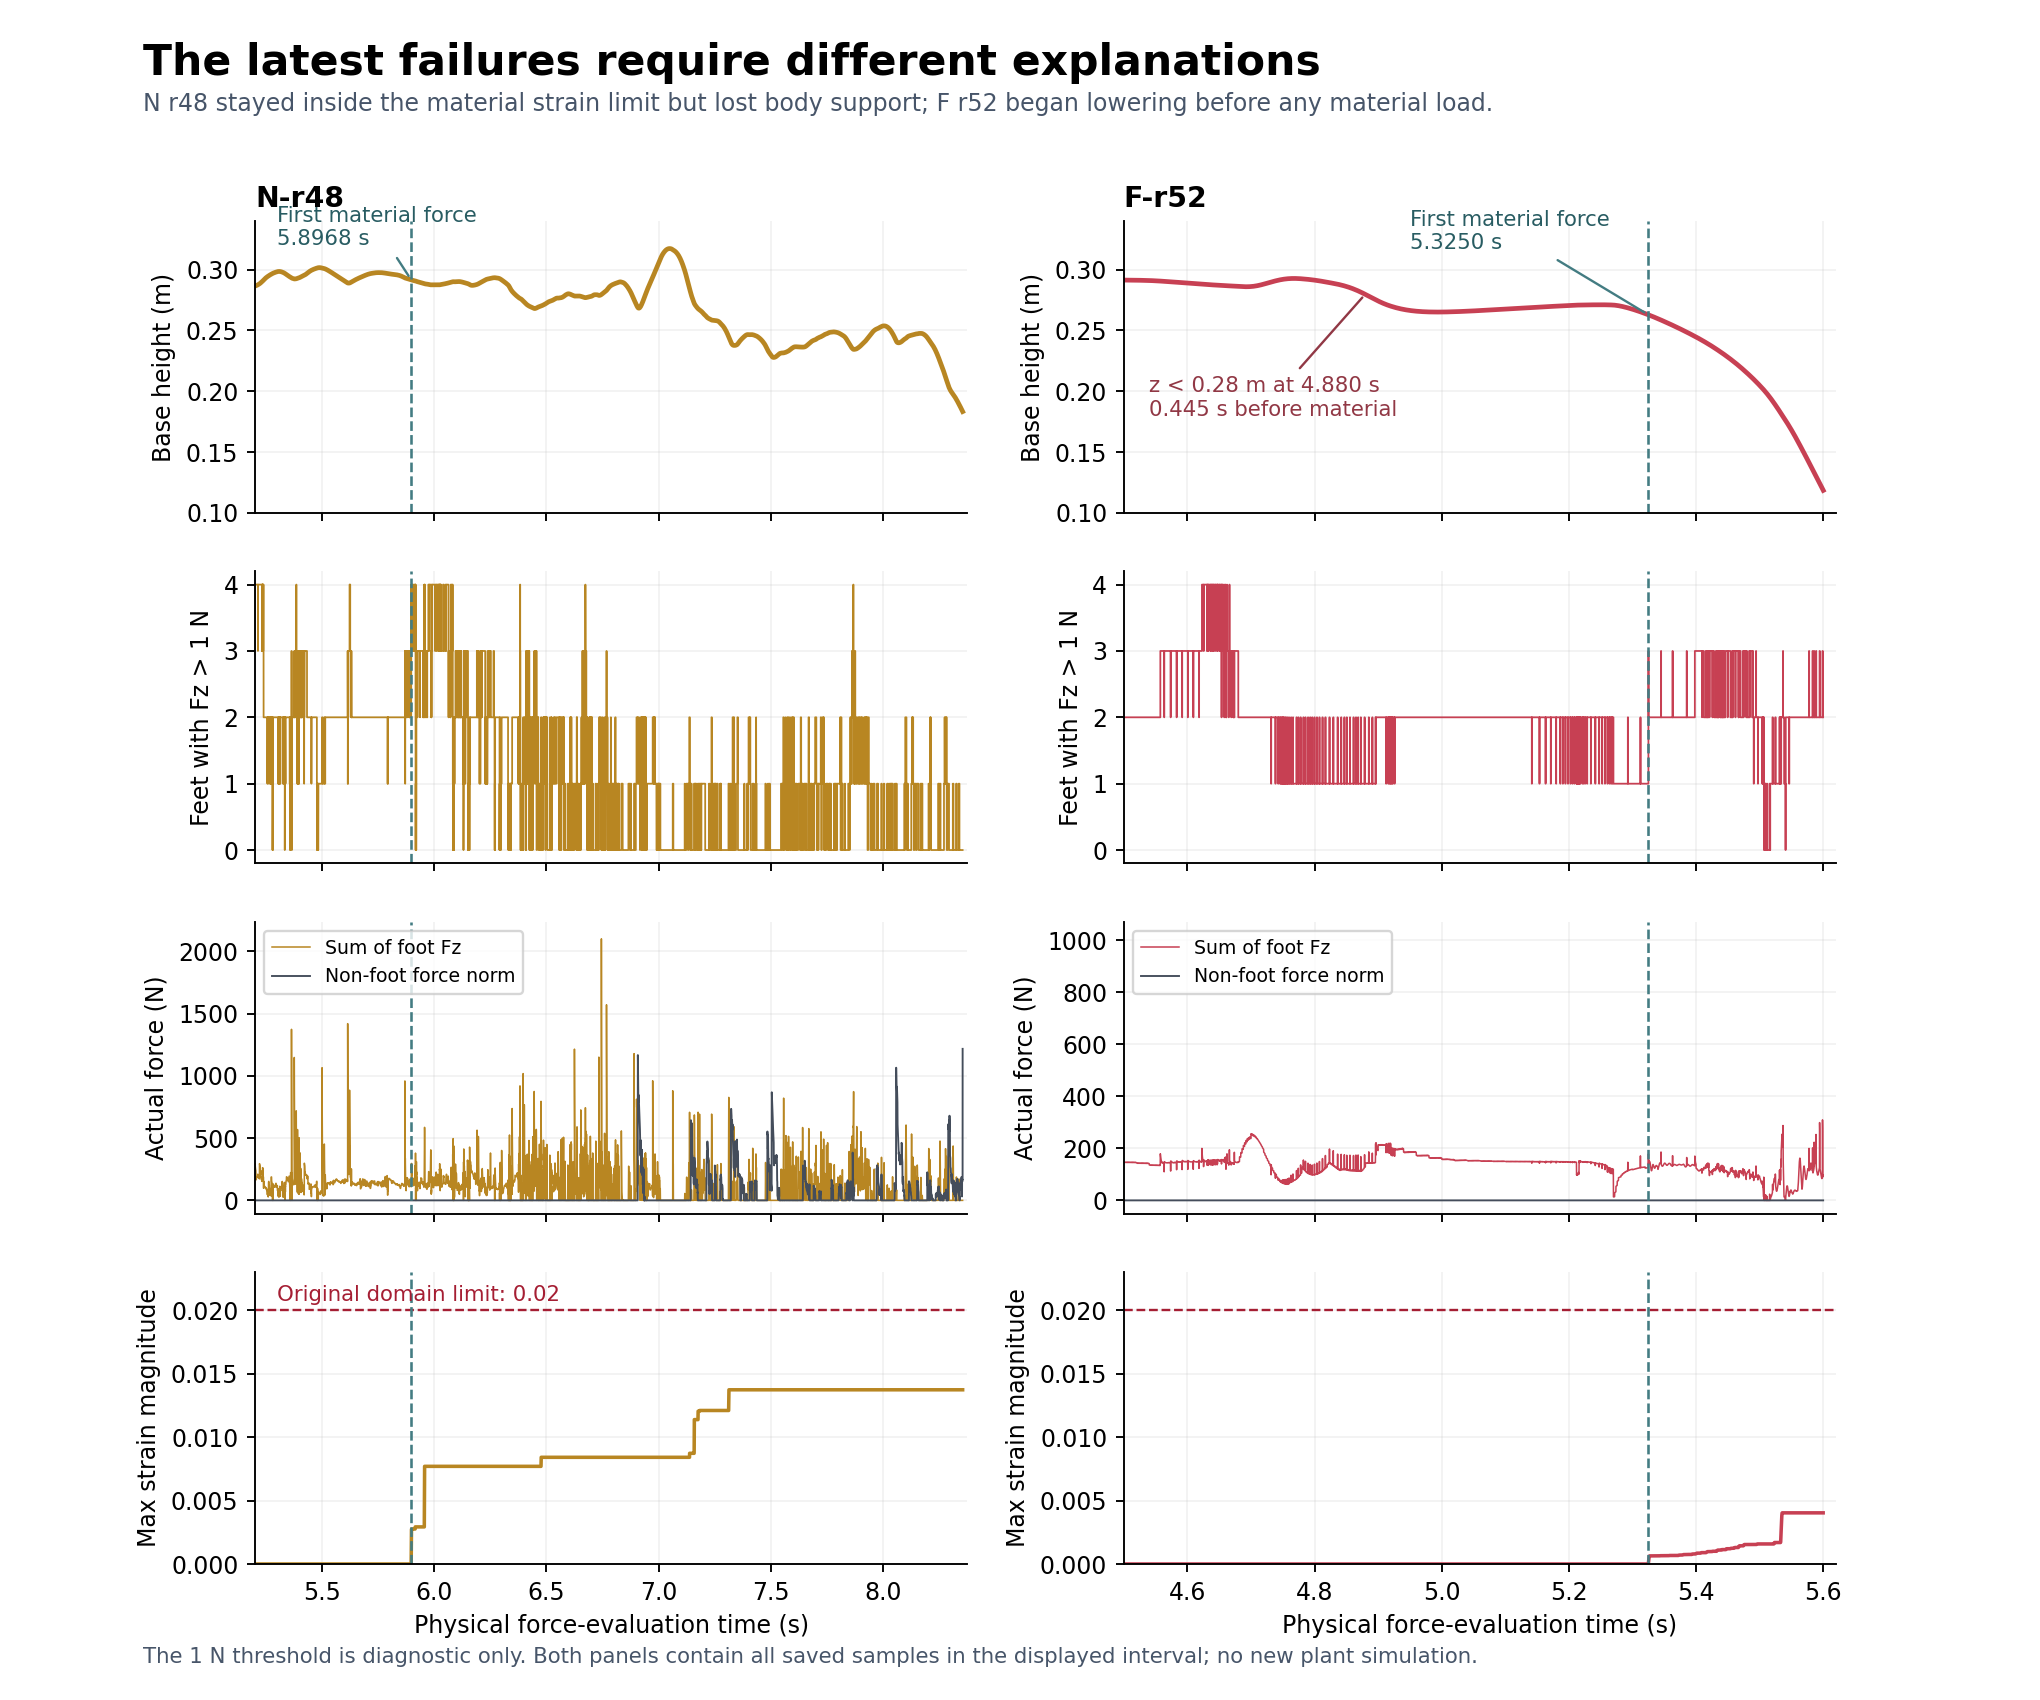 The latest failures require different explanations
N r48 stayed inside the material strain limit but lost body support; F r52 began lowering before any material load.
N-r48
First material force
5.8968 s
Base height (m)
0.30
0.25
0.20
0.15
0.10
F-r52
First material force
5.3250 s
z < 0.28 m at 4.880 s
0.445 s before material
Base height (m)
0.30
0.25
0.20
0.15
0.10
Feet with Fz > 1 N
4
3
2
1
0
Feet with Fz > 1 N
4
3
2
1
0
Actual force (N)
2000
1500
1000
500
0
Sum of foot Fz
Non-foot force norm
Actual force (N)
1000
800
600
400
200
0
Sum of foot Fz
Non-foot force norm
Max strain magnitude
Original domain limit: 0.02
0.020
0.015
0.010
0.005
0.000
5.5 6.0 6.5 7.0 7.5 8.0
Physical force-evaluation time (s)
Max strain magnitude
0.020
0.015
0.010
0.005
0.000
4.6 4.8 5.0 5.2 5.4 5.6
Physical force-evaluation time (s)
The 1 N threshold is diagnostic only. Both panels contain all saved samples in the displayed interval; no new plant simulation.